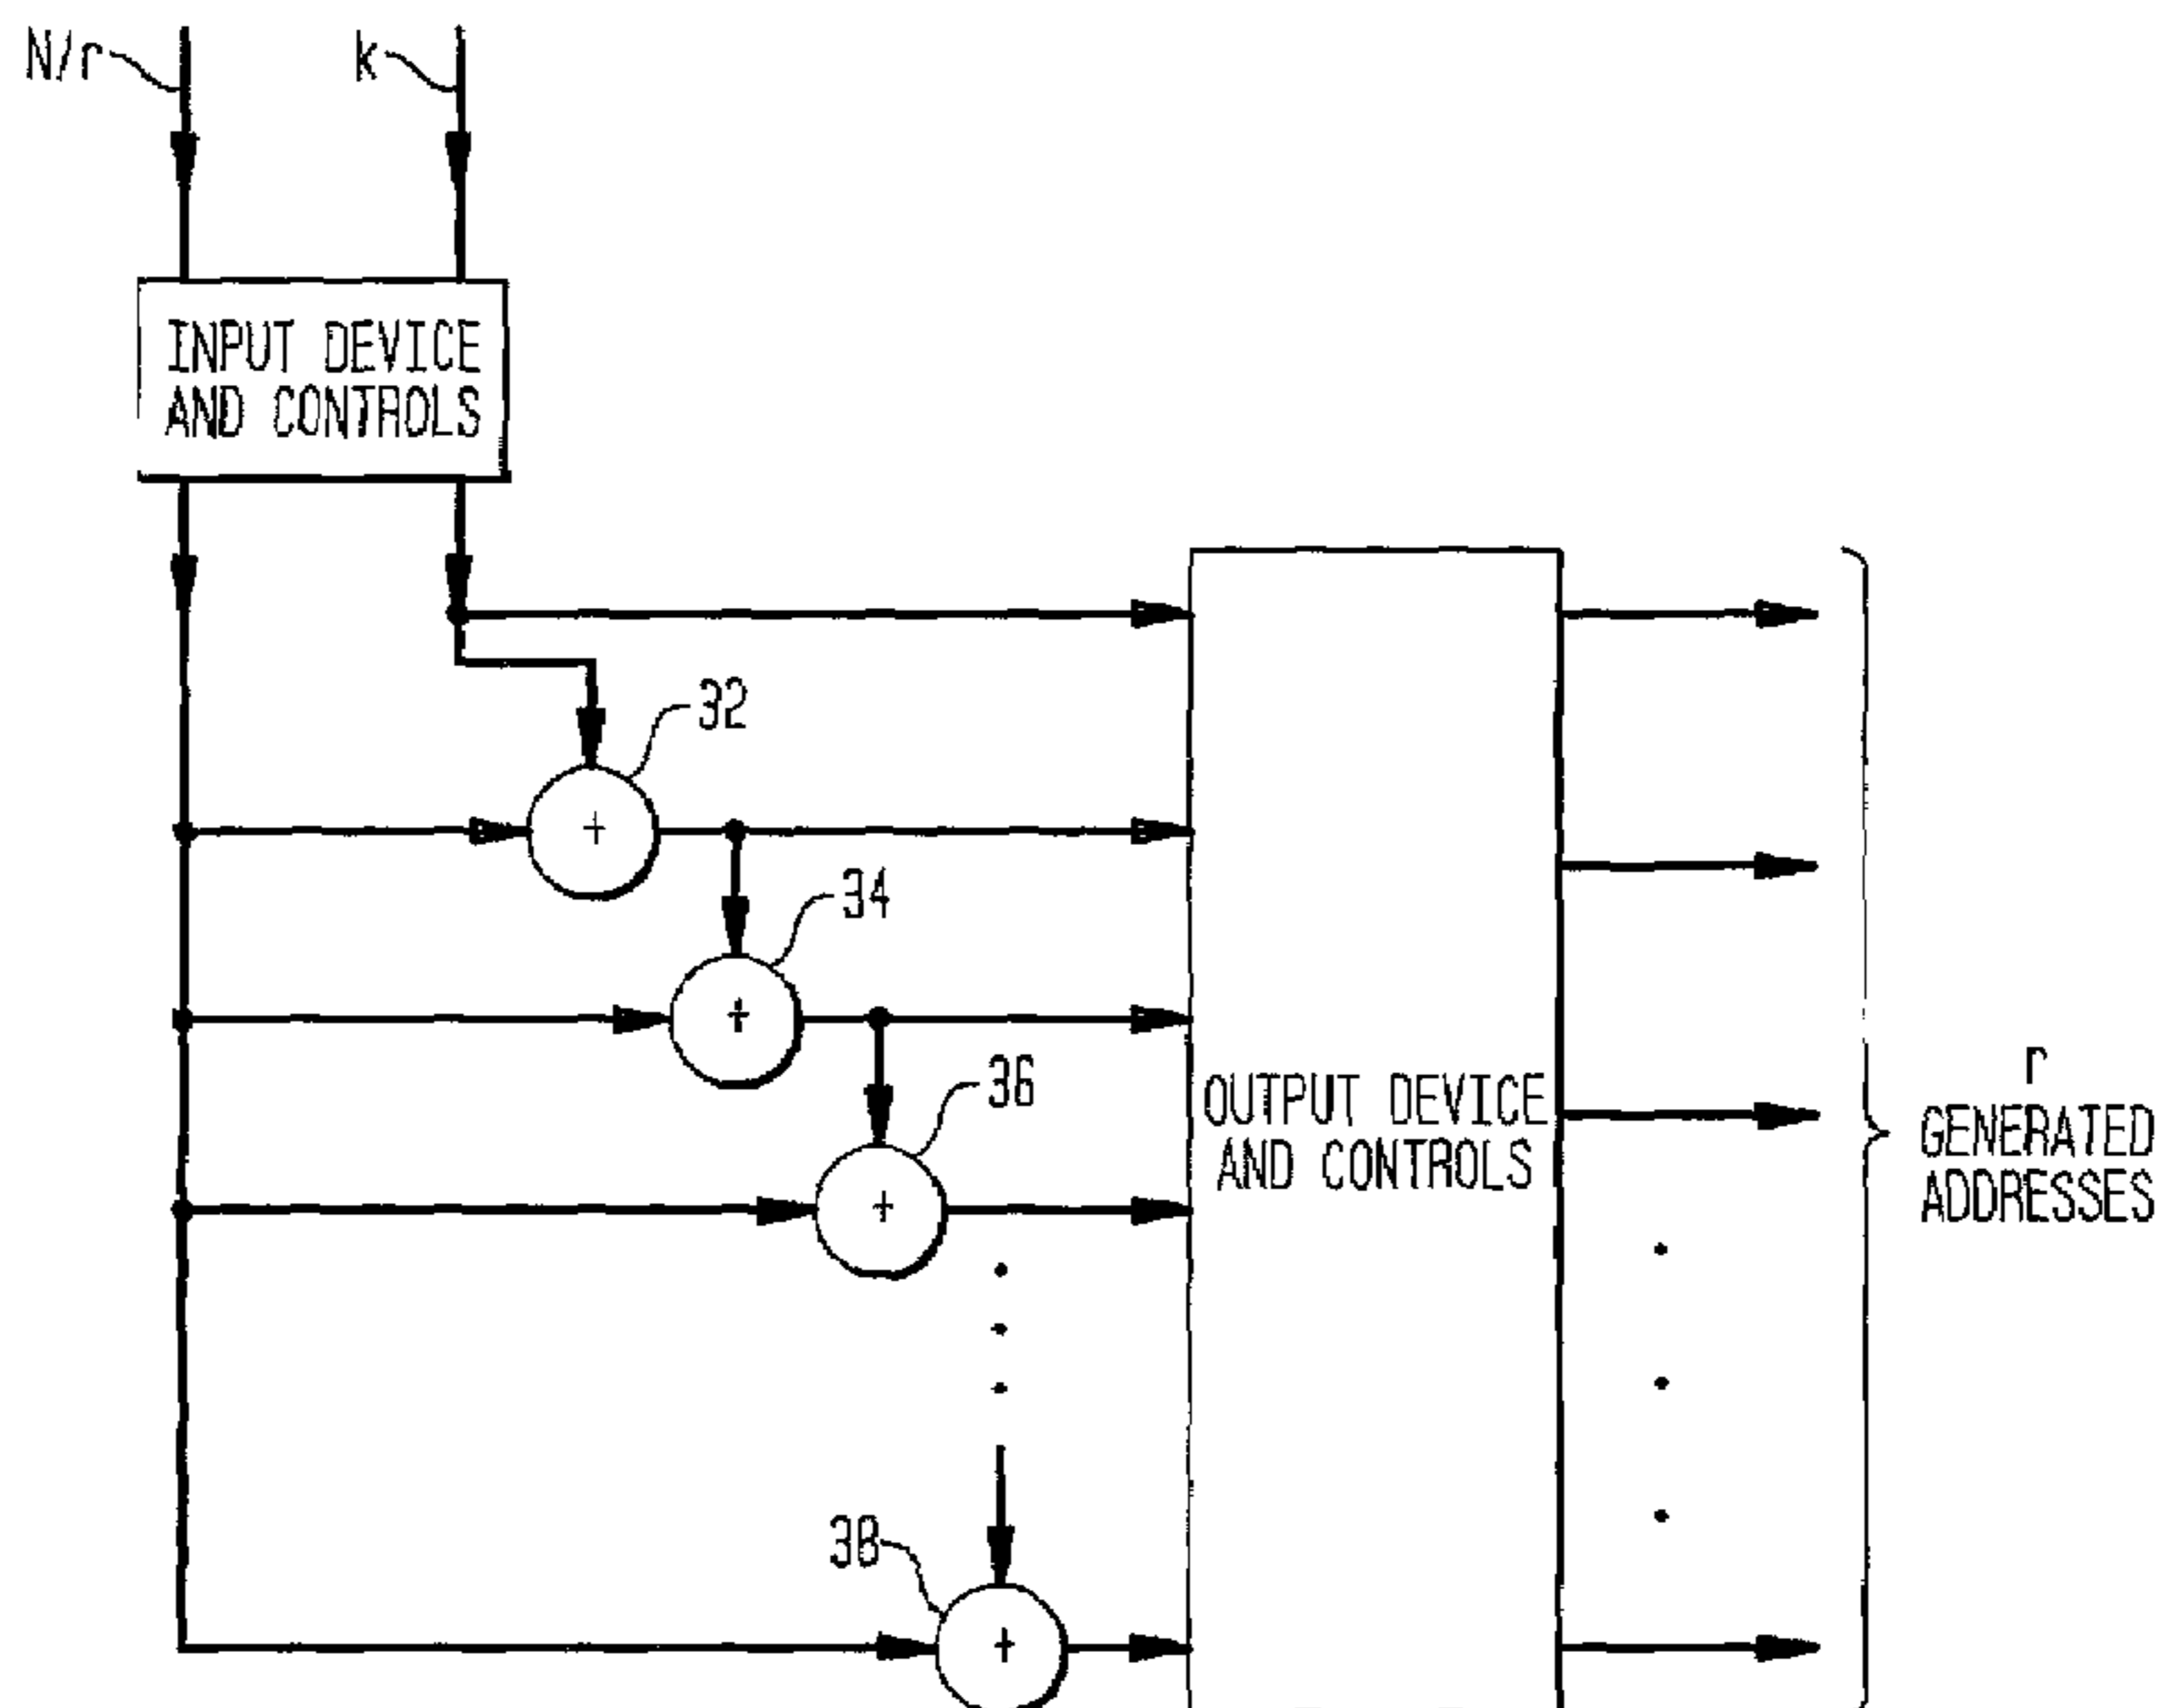 N/r
k
INPUT DEVICE
AND CONTROLS
32
+
34
+
36
+
OUTPUT DEVICE
AND CONTROLS
r
GENERATED
ADDRESSES
38
+